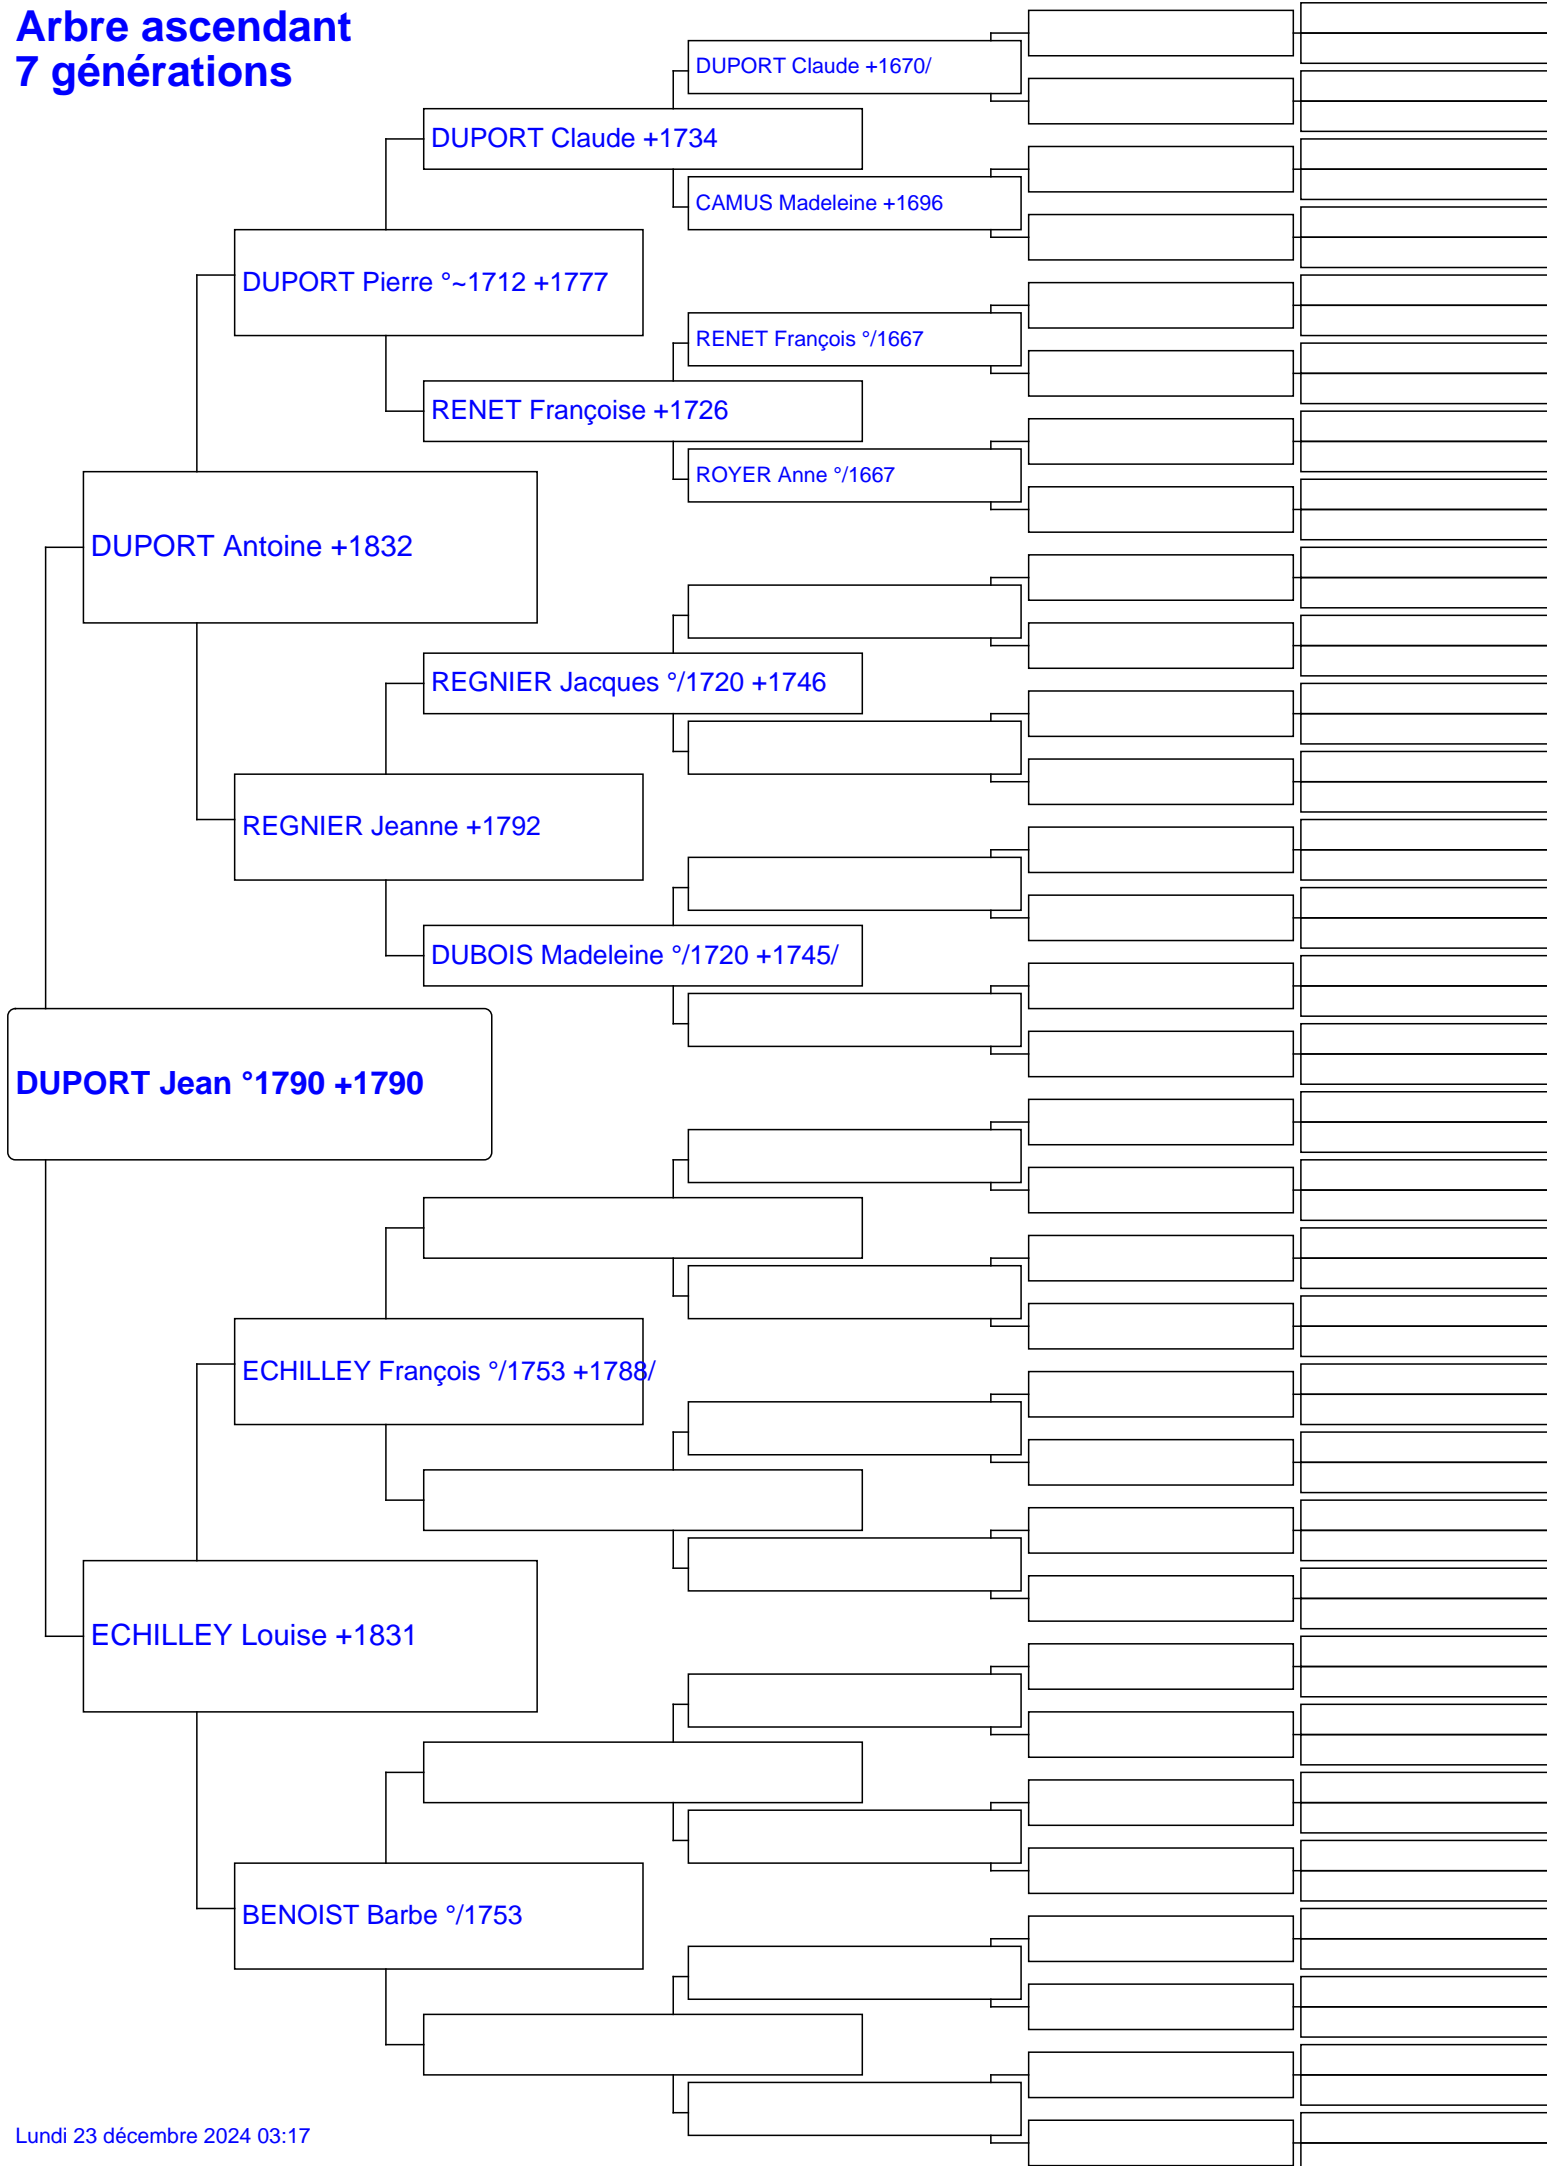 Arbre ascendant
7 générations
DUPORT Claude +1670/
DUPORT Claude +1734
CAMUS Madeleine +1696
DUPORT Pierre °~1712 +1777
RENET François °/1667
RENET Françoise +1726
ROYER Anne °/1667
DUPORT Antoine +1832
REGNIER Jacques °/1720 +1746
REGNIER Jeanne +1792
DUBOIS Madeleine °/1720 +1745/
DUPORT Jean °1790 +1790
ECHILLEY François °/1753 +1788/
ECHILLEY Louise +1831
BENOIST Barbe °/1753
Lundi 23 décembre 2024 03:17